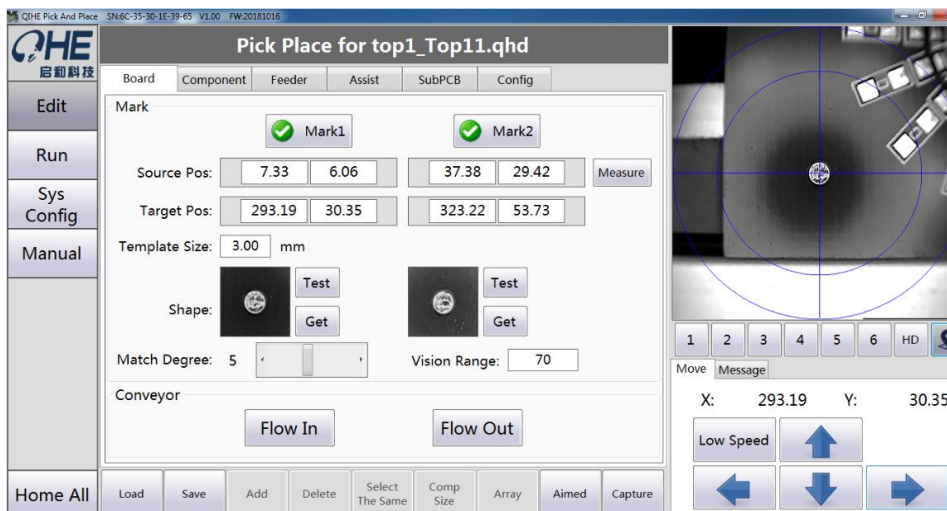 QIHE Pick And Place SN:6C-35-30-1E-39-65 V1.00 FW:20181016
QHE
启和科技
Pick Place for top1_Top11.qhd
Edit
Run
Sys
Config
Manual
Home All
Board Component Feeder Assist SubPCB Config
Mark
Mark1 Mark2
Source Pos: 7.33 6.06 37.38 29.42 Measure
Target Pos: 293.19 30.35 323.22 53.73
Template Size: 3.00 mm
Shape: Test Test
Get Get
Match Degree: 5 Vision Range: 70
Conveyor
Flow In Flow Out
Load Save Add Delete Select The Same Comp Size Array Aimed Capture
1 2 3 4 5 6 HD
Move Message
X: 293.19 Y: 30.35
Low Speed